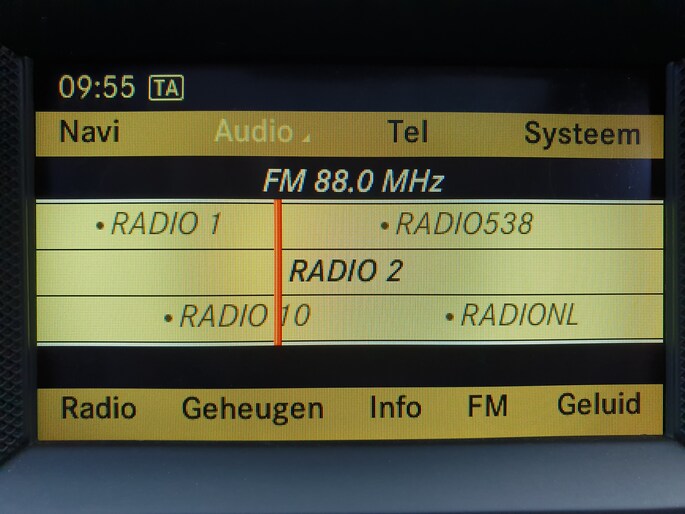 09:55 TA
Navi Audio Tel Systeem
FM 88.0 MHz
• RADIO 1 • RADIO538
RADIO 2
• RADIO 10 • RADIONL
Radio Geheugen Info FM Geluid